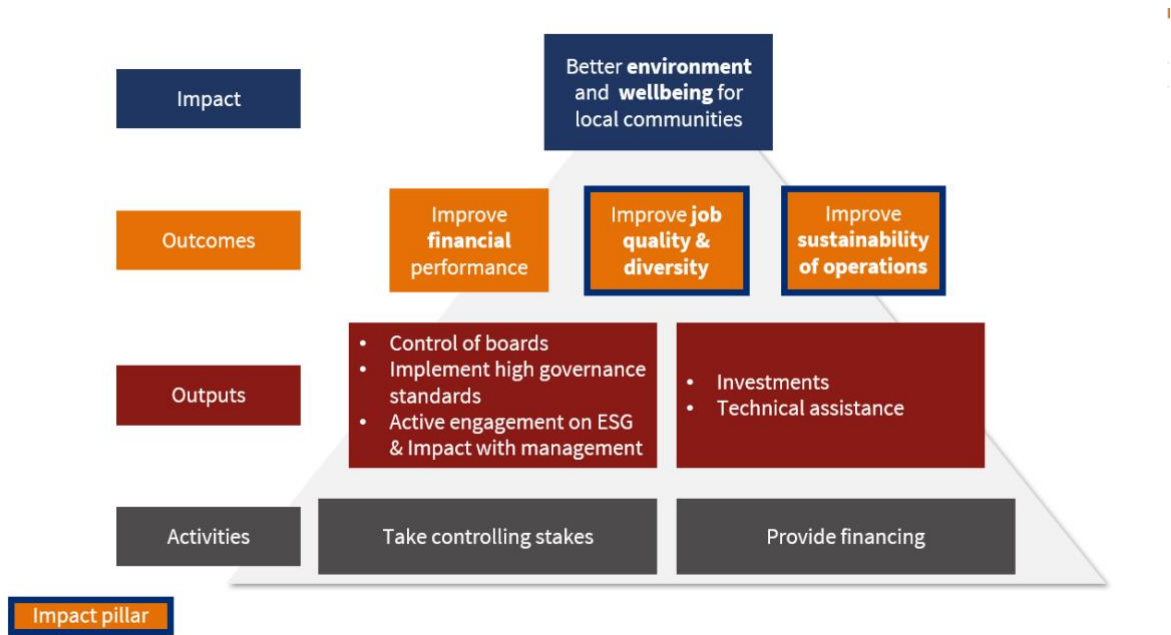 Impact
Better environment
and wellbeing for
local communities
Outcomes
Improve
financial
performance
Improve job
quality &
diversity
Improve
sustainability
of operations
Outputs
• Control of boards
• Implement high governance
standards
• Active engagement on ESG
& Impact with management
• Investments
• Technical assistance
Activities
Take controlling stakes
Provide financing
Impact pillar